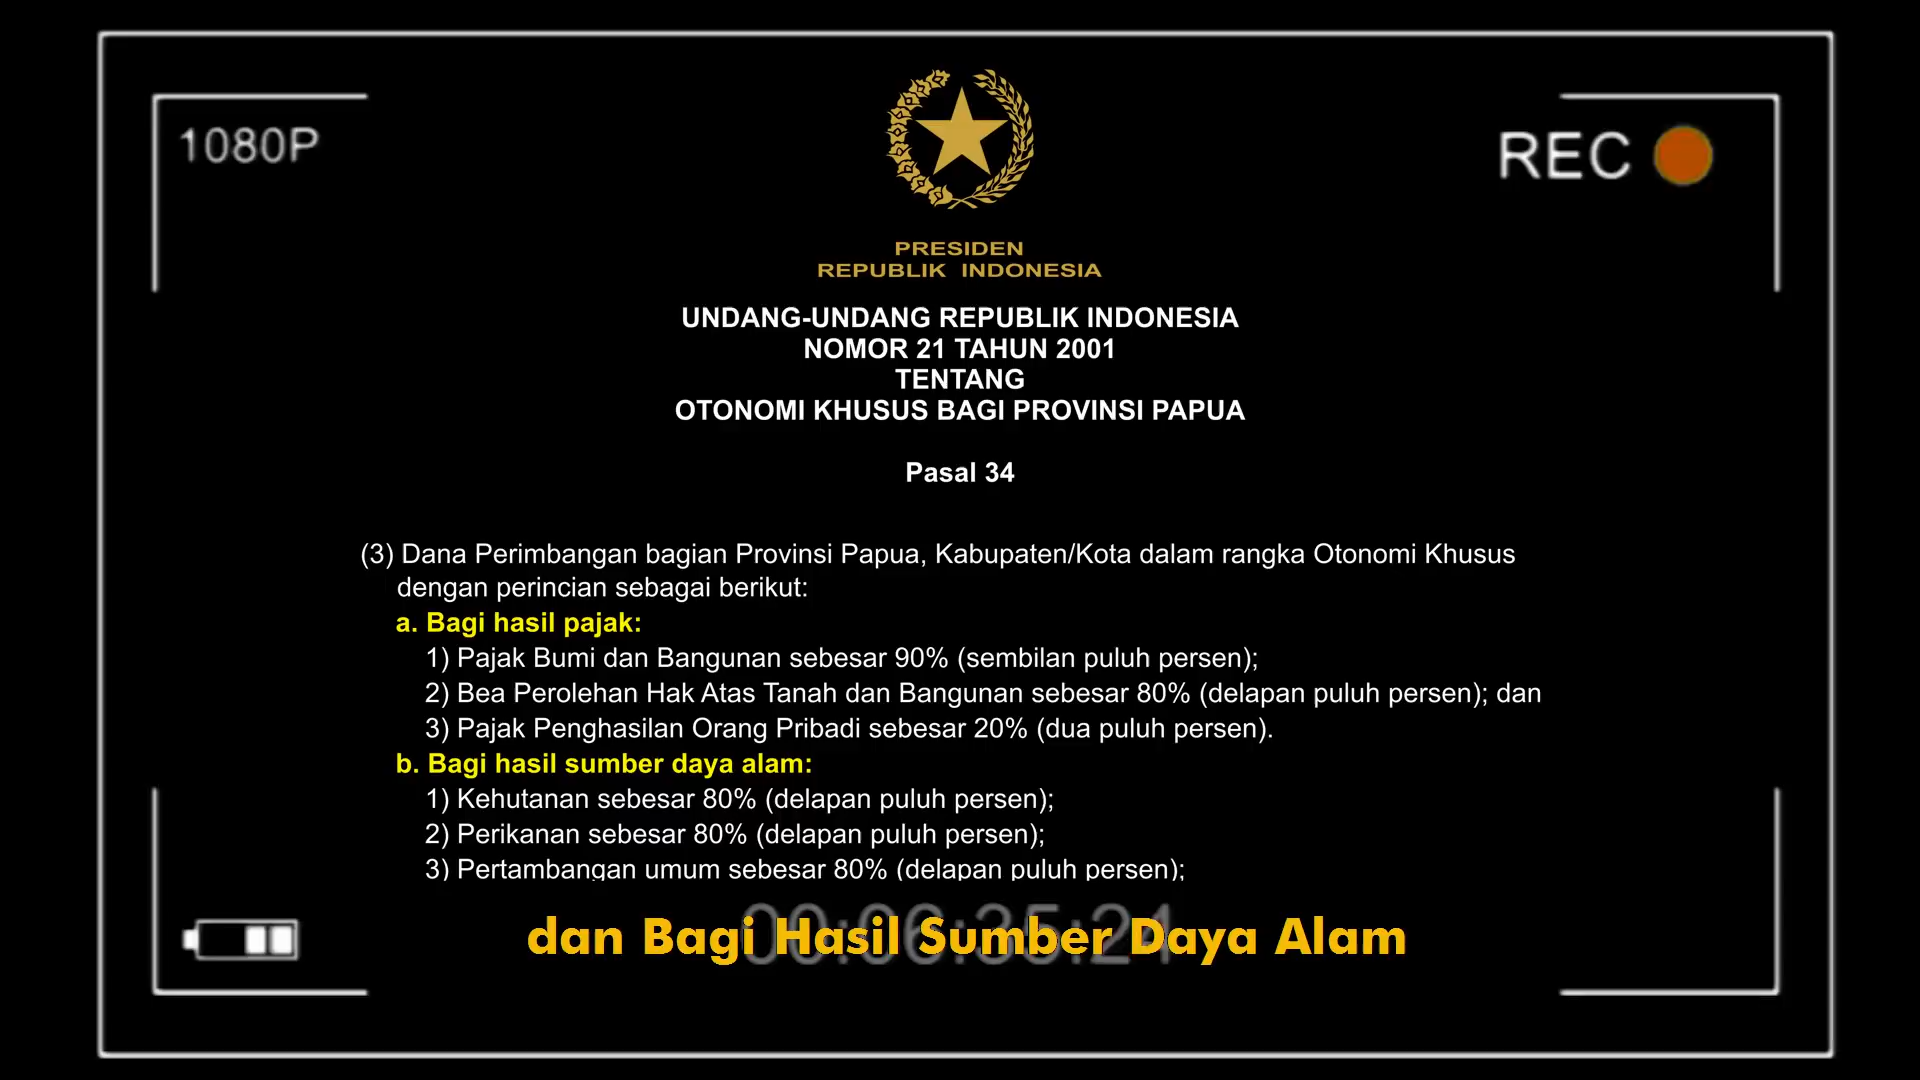 1080P
REC
PRESIDEN
REPUBLIK INDONESIA
UNDANG-UNDANG REPUBLIK INDONESIA
NOMOR 21 TAHUN 2001
TENTANG
OTONOMI KHUSUS BAGI PROVINSI PAPUA
Pasal 34
(3) Dana Perimbangan bagian Provinsi Papua, Kabupaten/Kota dalam rangka Otonomi Khusus
dengan perincian sebagai berikut:
a. Bagi hasil pajak:
1) Pajak Bumi dan Bangunan sebesar 90% (sembilan puluh persen);
2) Bea Perolehan Hak Atas Tanah dan Bangunan sebesar 80% (delapan puluh persen); dan
3) Pajak Penghasilan Orang Pribadi sebesar 20% (dua puluh persen).
b. Bagi hasil sumber daya alam:
1) Kehutanan sebesar 80% (delapan puluh persen);
2) Perikanan sebesar 80% (delapan puluh persen);
3) Pertambangan umum sebesar 80% (delapan puluh persen);
dan Bagi Hasil Sumber Daya Alam